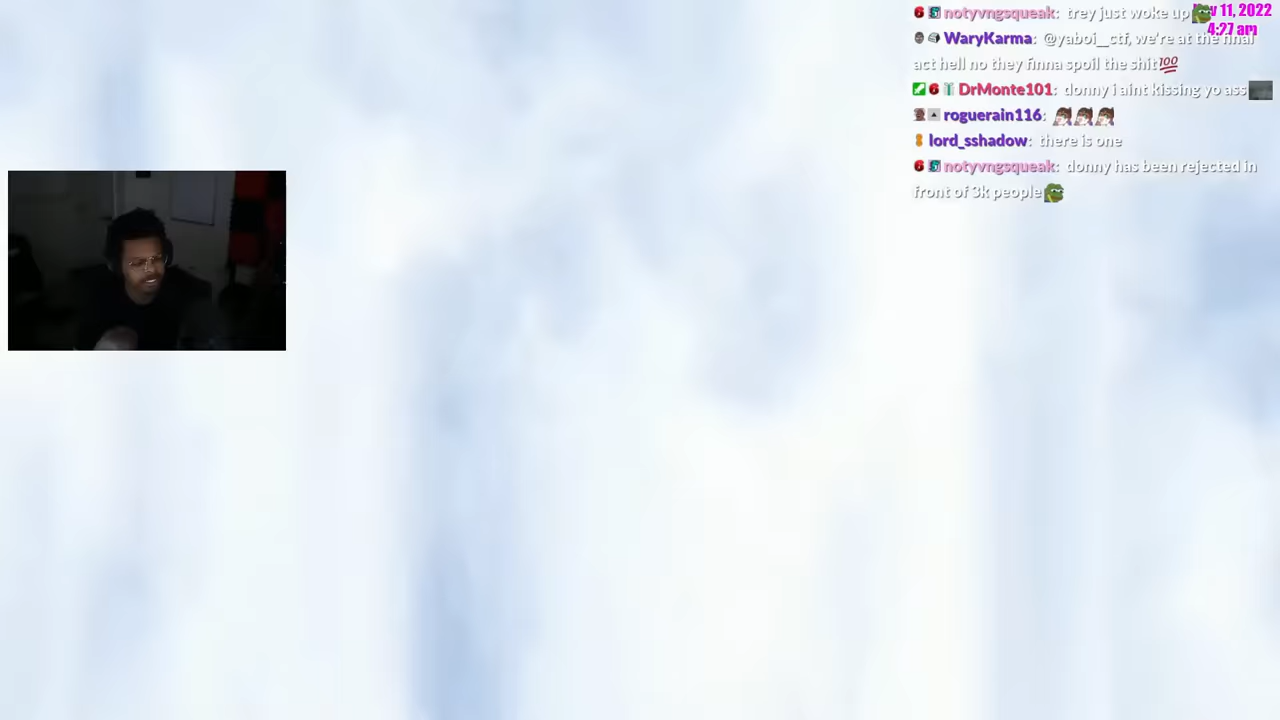 notyvngsqueak: trey just woke up
11, 2022
4:27 am
WaryKarma: @yaboi__ctf, we're at the final
act hell no they finna spoil the shit💯
DrMonte101: donny i aint kissing yo ass
roguerain116:
lord_sshadow: there is one
notyvngsqueak: donny has been rejected in
front of 3k people